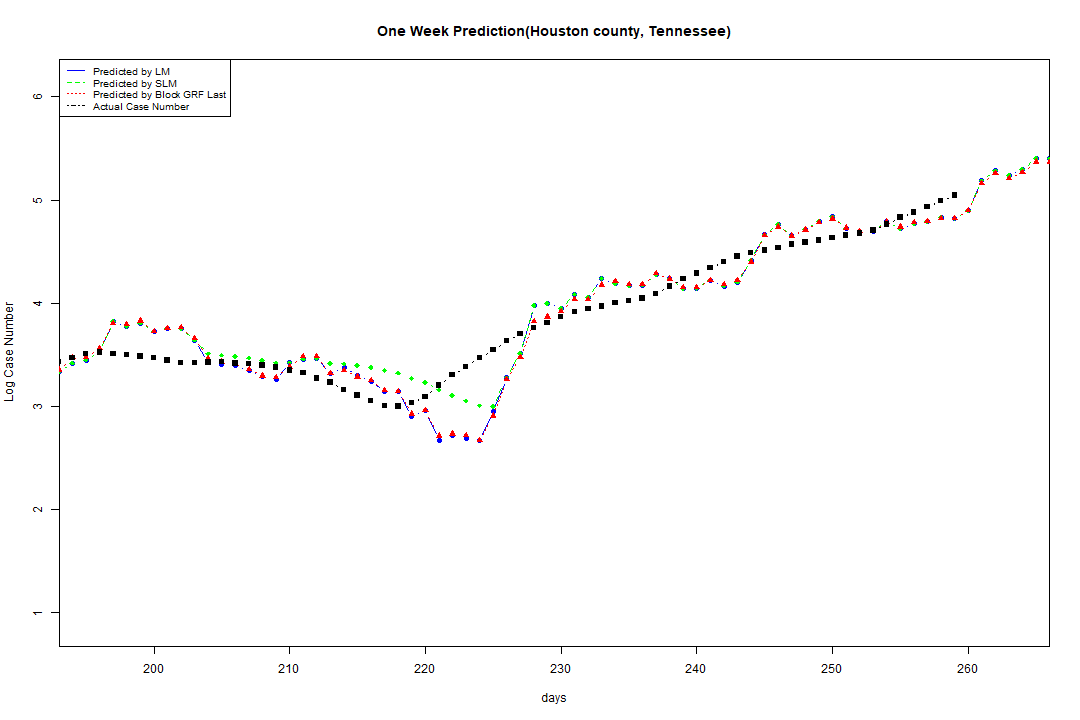 One Week Prediction(Houston county, Tennessee)
Predicted by LM
Predicted by SLM
Predicted by Block GRF Last
Actual Case Number
6
5
4
3
2
1
Log Case Number
200 210 220 230 240 250 260
days